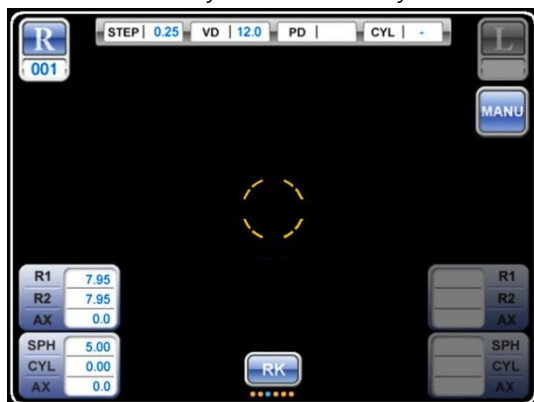 R
001
STEP | 0.25 VD | 12.0 PD | CYL | -
L
MANU
R1 7.95
R2 7.95
AX 0.0
SPH 5.00
CYL 0.00
AX 0.0
RK
R1
R2
AX
SPH
CYL
AX